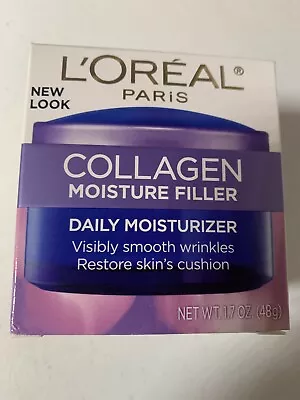 L'ORÉAL®
PARIS
NEW
LOOK
COLLAGEN
MOISTURE FILLER
DAILY MOISTURIZER
Visibly smooth wrinkles
Restore skin's cushion
NET WT. 1.7 OZ. (48g)